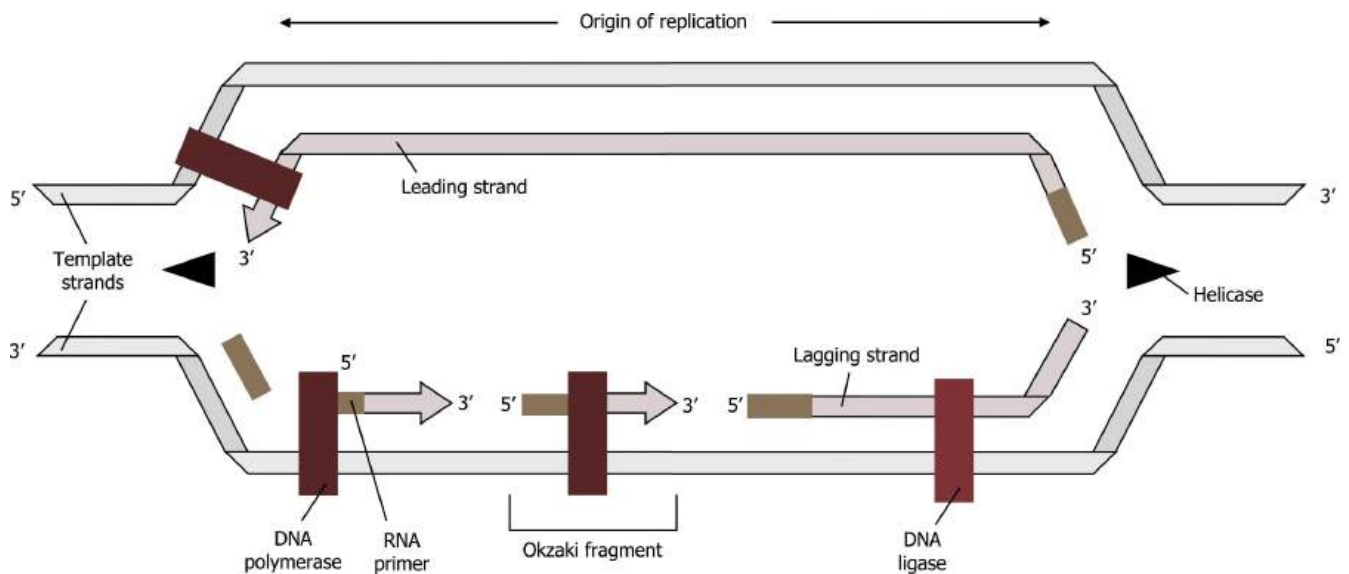 Origin of replication
Leading strand
5′
3′
Template
strands
3′
5′
Helicase
3′
3′
5′
Lagging strand
5′
3′
5′
3′
5′
DNA
polymerase
RNA
primer
Okzaki fragment
DNA
ligase